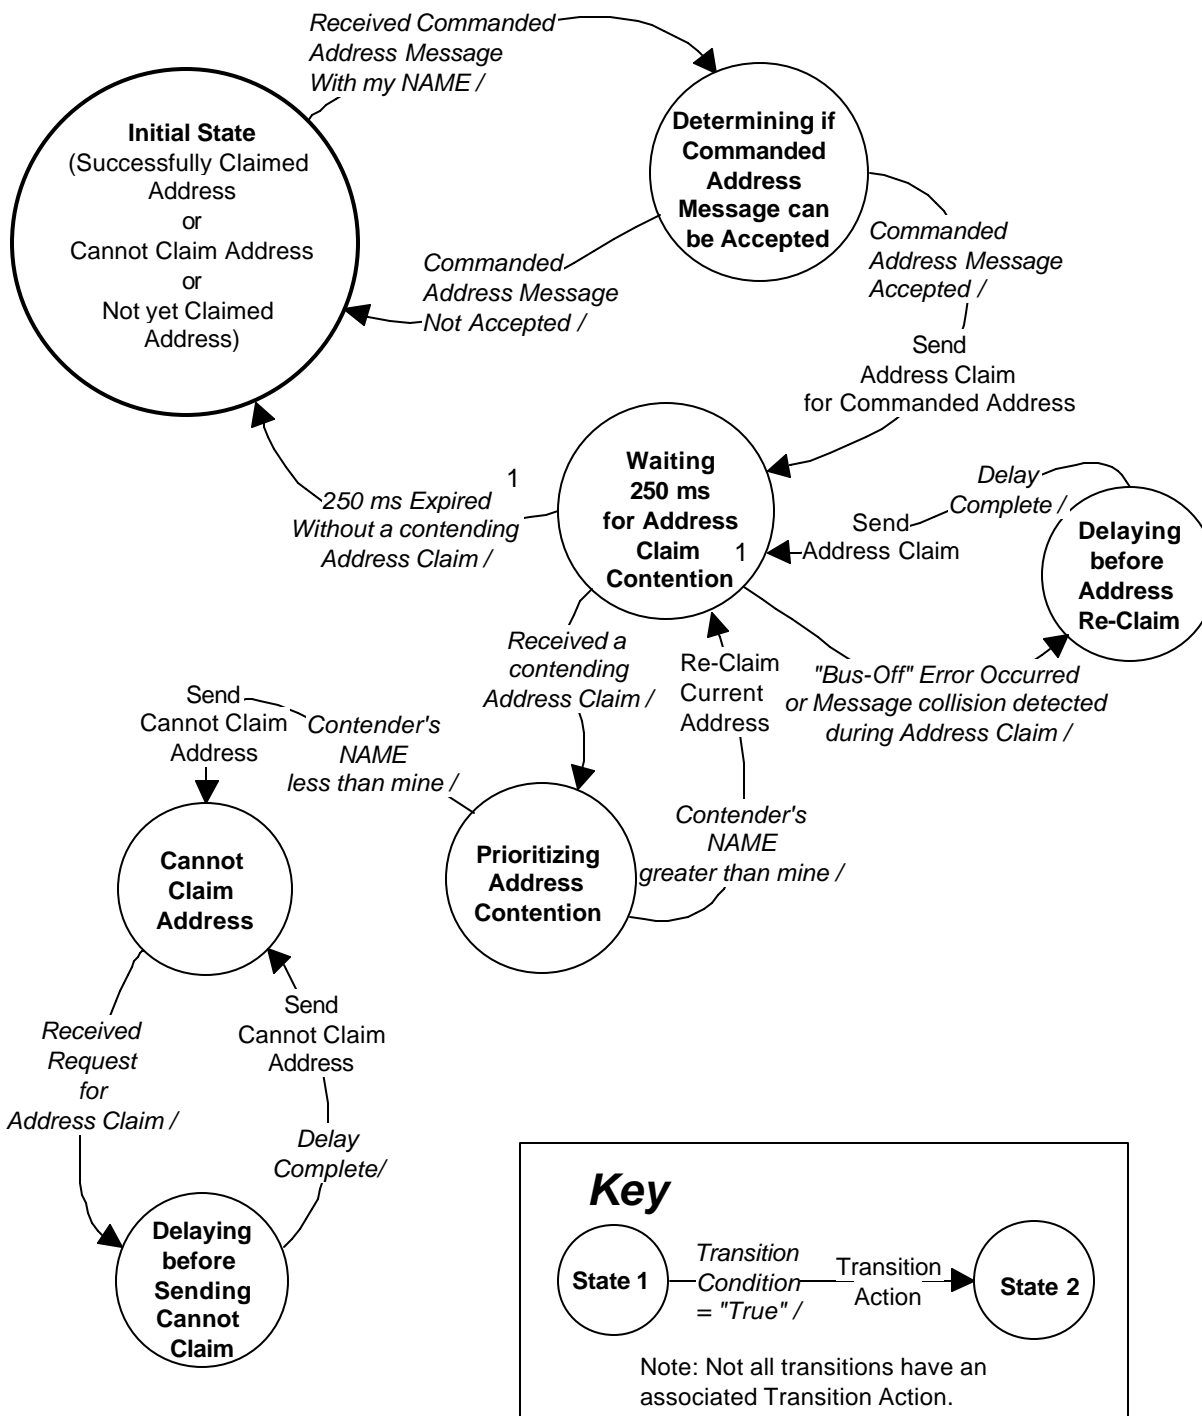 Received Commanded
Address Message
With my NAME /
Initial State
(Successfully Claimed
Address
or
Cannot Claim Address
or
Not yet Claimed
Address)
Determining if
Commanded
Address
Message can
be Accepted
Commanded
Address Message
Not Accepted /
Commanded
Address Message
Accepted /
Send
Address Claim
for Commanded Address
Waiting
250 ms
for Address
Claim
Contention 1
1
250 ms Expired
Without a contending
Address Claim /
Delay
Complete /
Send
Address Claim
Delaying
before
Address
Re-Claim
Received a
contending
Address Claim /
Re-Claim
Current
Address
"Bus-Off" Error Occurred
or Message collision detected
during Address Claim /
Send
Cannot Claim
Address
Contender's
NAME
less than mine /
Contender's
NAME
greater than mine /
Cannot
Claim
Address
Prioritizing
Address
Contention
Received
Request
for
Address Claim /
Send
Cannot Claim
Address
Delay
Complete/
Delaying
before
Sending
Cannot
Claim
Key
State 1
Transition
Condition
= "True" /
Transition
Action
State 2
Note: Not all transitions have an
associated Transition Action.